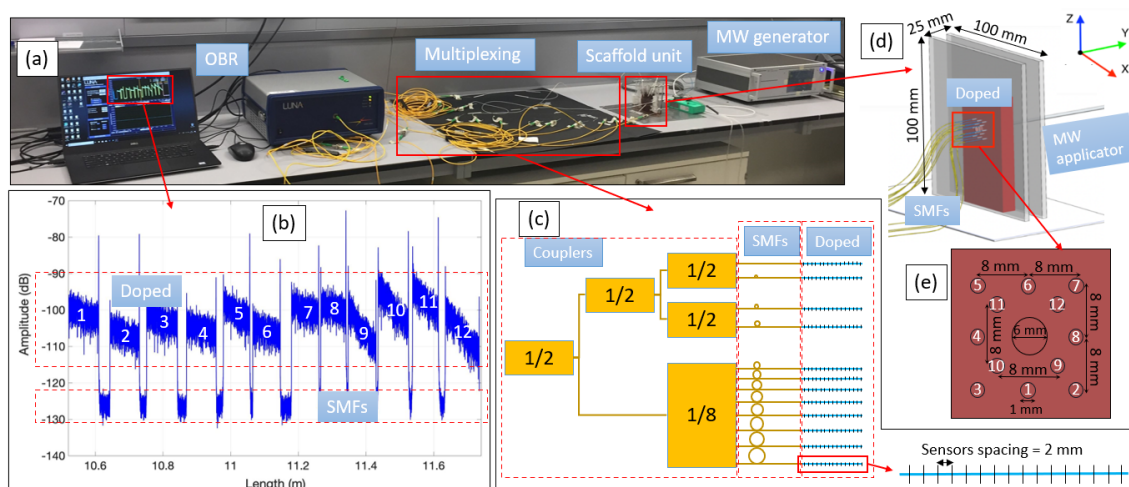 (a)
OBR
Multiplexing
Scaffold unit
MW generator
LUNA
LUNA
(b)
-70
-80
-90
-100
-110
-120
-130
-140
Amplitude (dB)
Doped
1
2
3
4
5
6
7
8
9
10
11
12
SMFs
10.6
10.8
11
11.2
11.4
11.6
Length (m)
(c)
Couplers
SMFs
Doped
1/2
1/2
1/2
1/2
1/8
(d)
25 mm
100 mm
100 mm
Z
Y
X
Doped
MW
applicator
SMFs
(e)
8 mm
8 mm
5
6
7
11
12
8 mm
4
6 mm
8
8 mm
10
9
8 mm
8 mm
3
1
2
1 mm
Sensors spacing = 2 mm